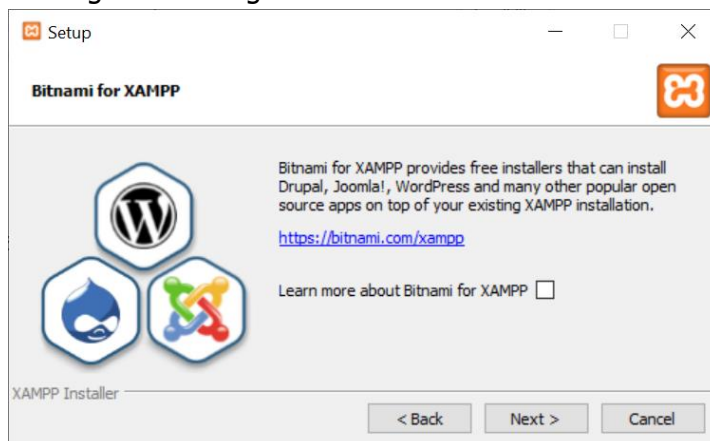 Setup
Bitnami for XAMPP
Bitnami for XAMPP provides free installers that can install
Drupal, Joomla!, WordPress and many other popular open
source apps on top of your existing XAMPP installation.
https://bitnami.com/xampp
Learn more about Bitnami for XAMPP
XAMPP Installer
< Back
Next >
Cancel